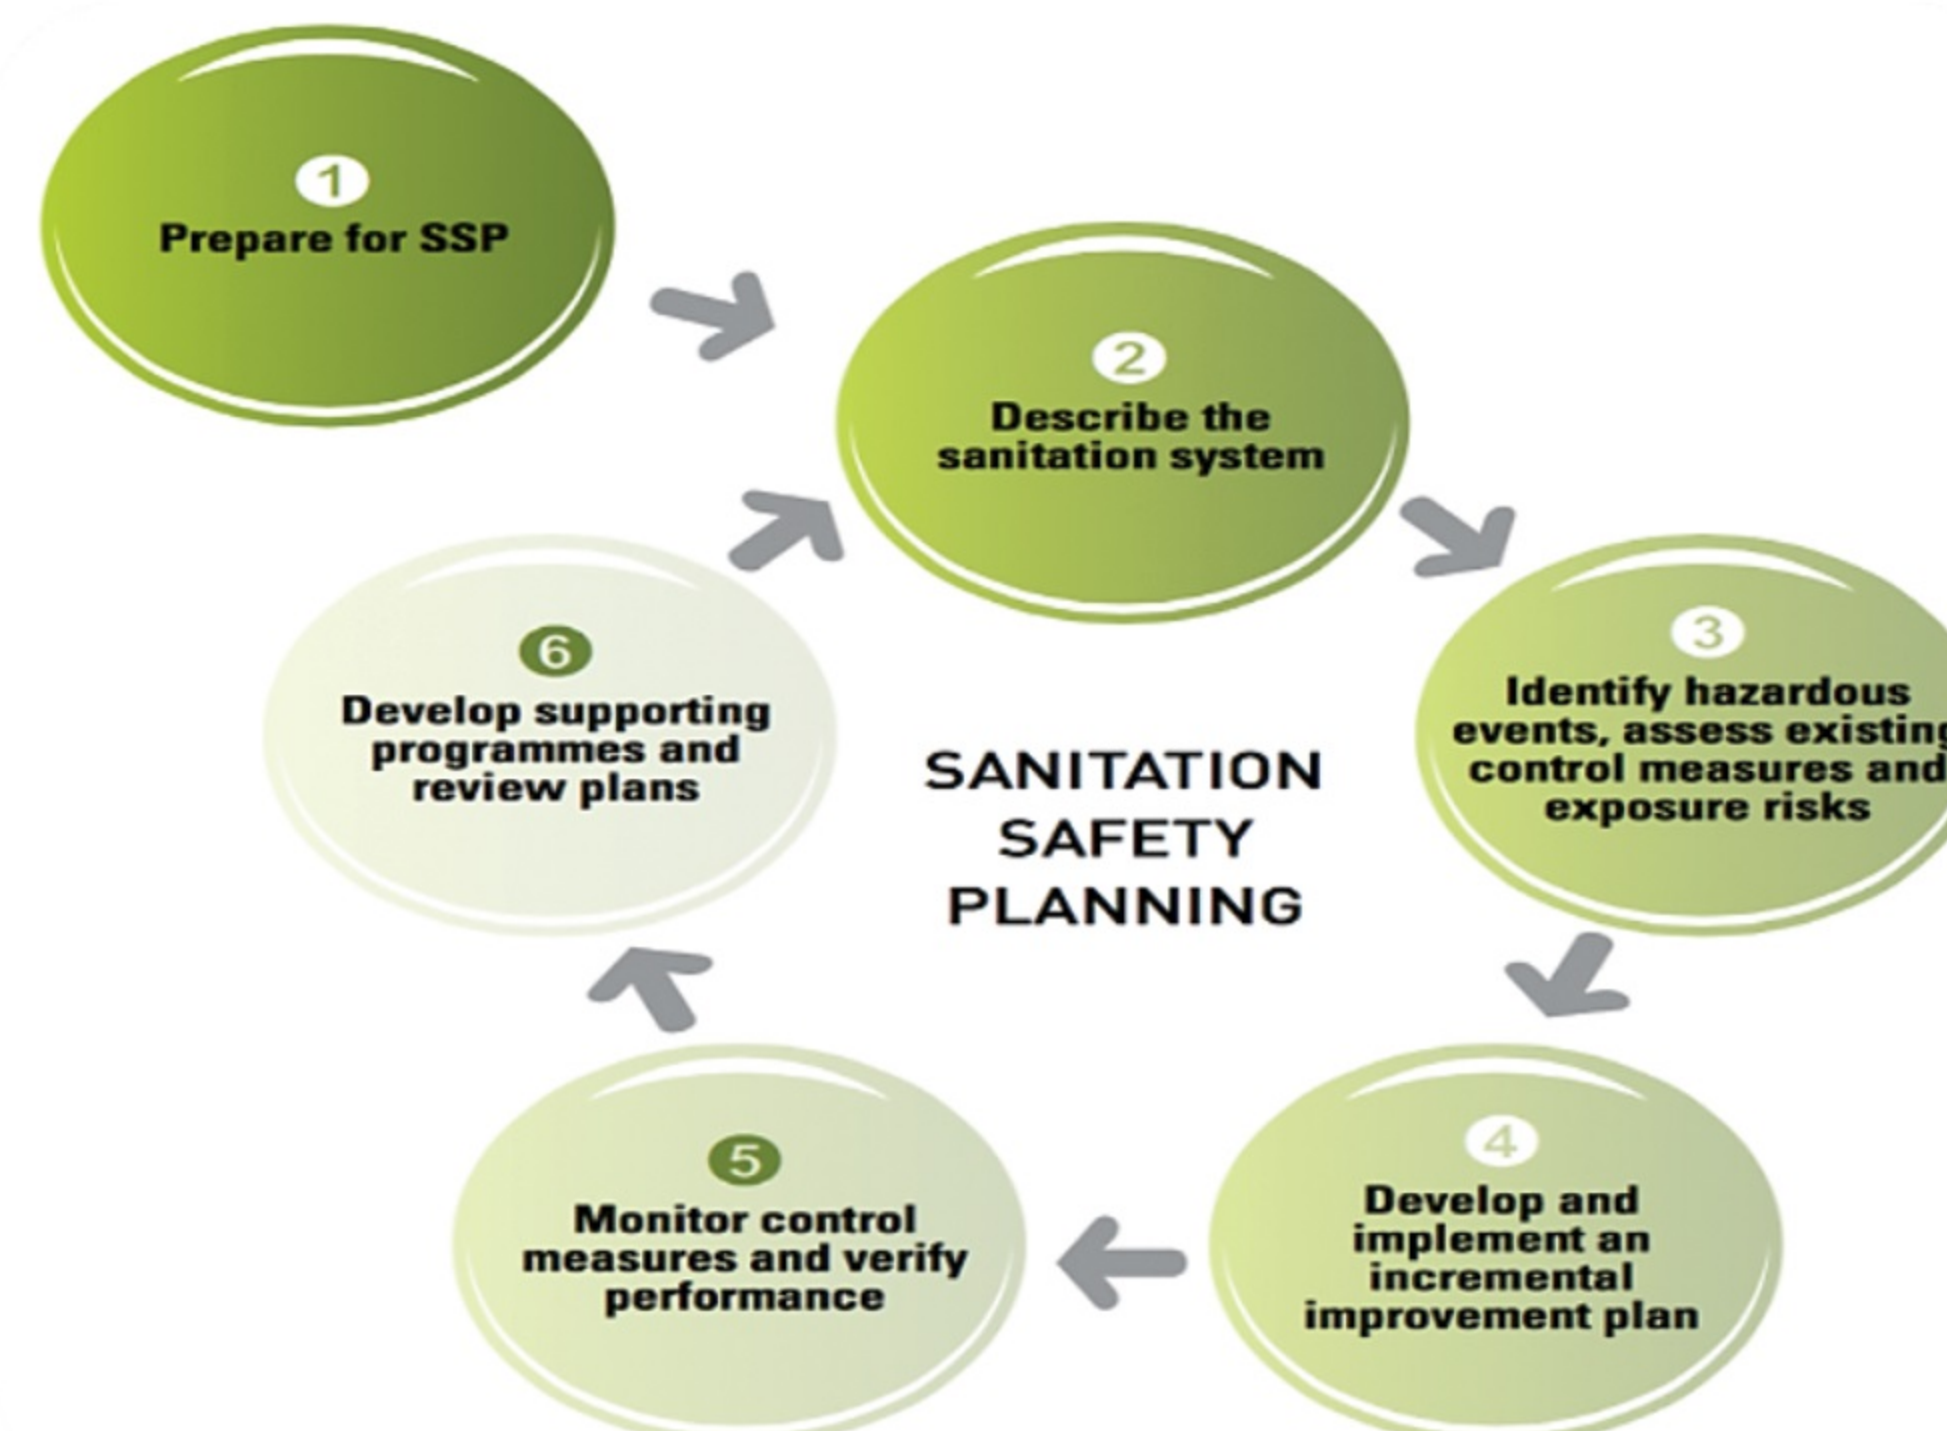 1
Prepare for SSP
2
Describe the
sanitation system
3
Identify hazardous
events, assess existing
control measures and
exposure risks
4
Develop and
implement an
incremental
improvement plan
5
Monitor control
measures and verify
performance
6
Develop supporting
programmes and
review plans
SANITATION
SAFETY
PLANNING